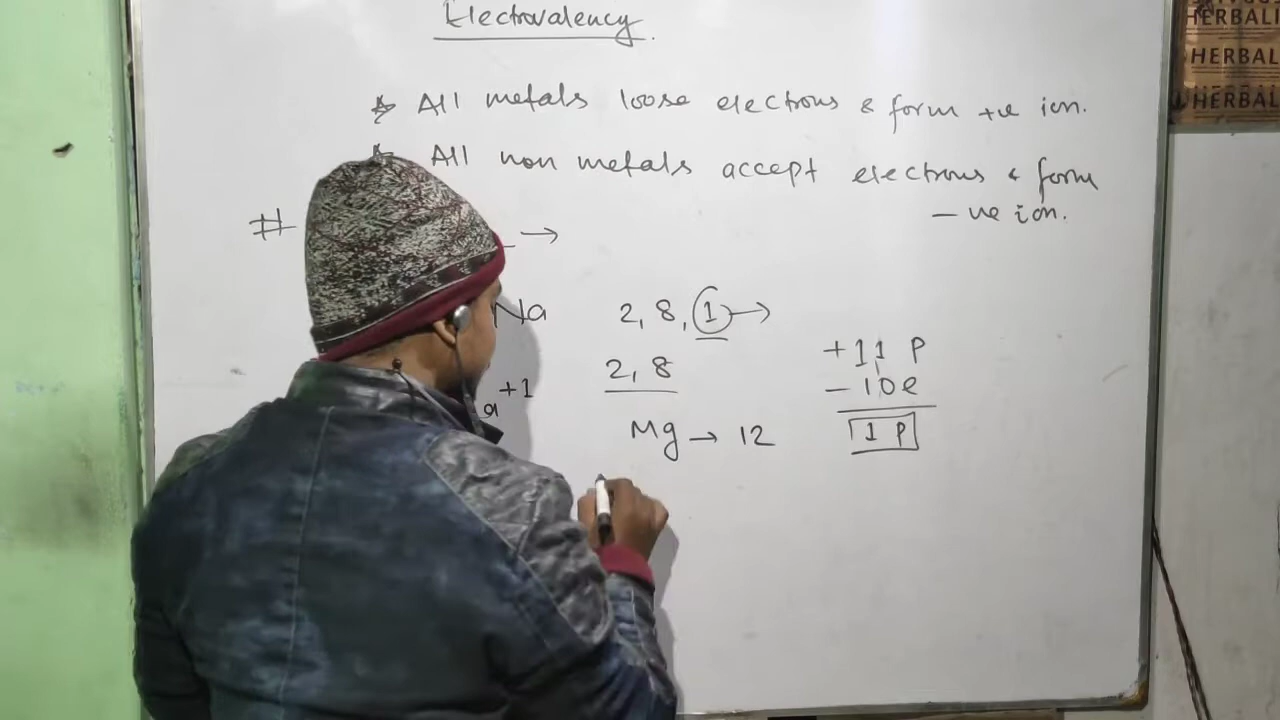 Electrovalency
All metals loose electrons & form +ve ion.
All non metals accept electrons & form
- ve ion.
# →
Na 2, 8, 1 →
2, 8
a+1
+11 P
- 10e
1 P
Mg → 12
HERBALI
HERBAL
HERBAL